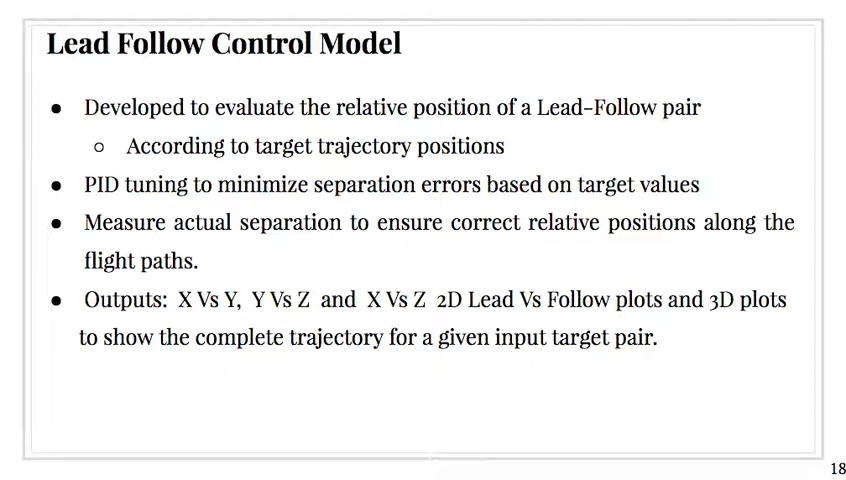 Lead Follow Control Model
● Developed to evaluate the relative position of a Lead-Follow pair
○ According to target trajectory positions
● PID tuning to minimize separation errors based on target values
● Measure actual separation to ensure correct relative positions along the
flight paths.
● Outputs: X Vs Y, Y Vs Z and X Vs Z 2D Lead Vs Follow plots and 3D plots
to show the complete trajectory for a given input target pair.
18